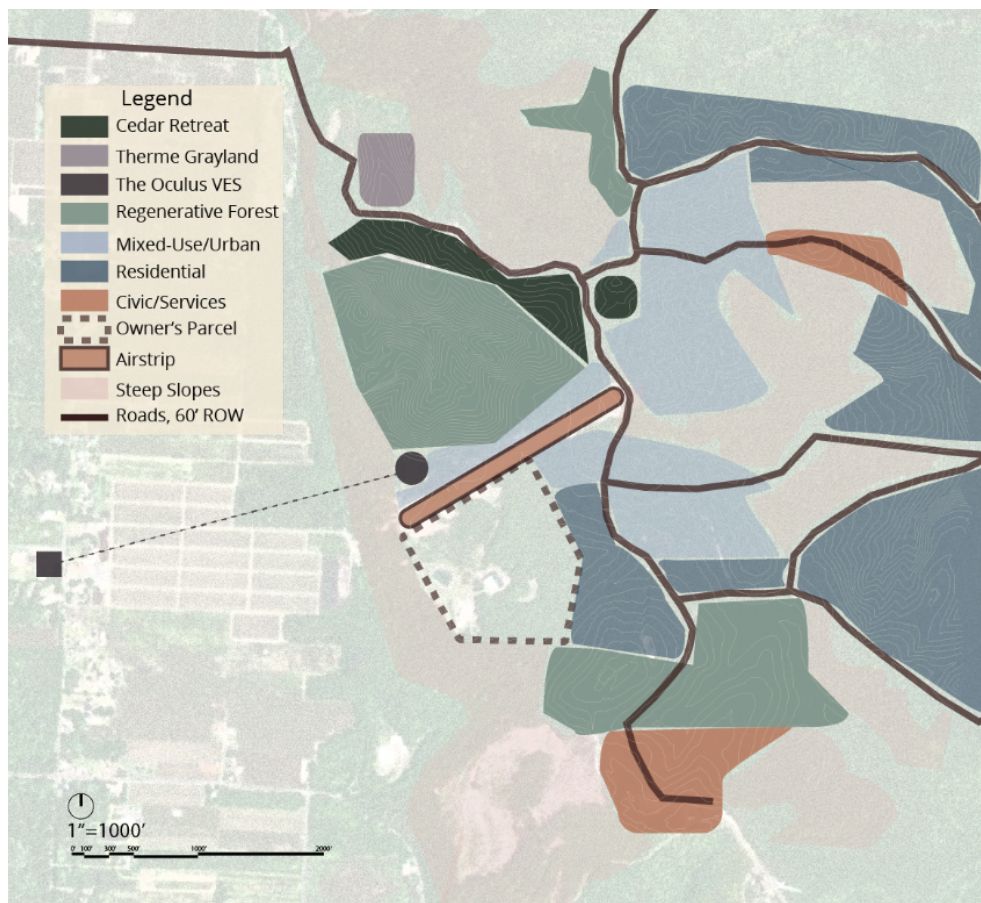 Legend
Cedar Retreat
Therme Grayland
The Oculus VES
Regenerative Forest
Mixed-Use/Urban
Residential
Civic/Services
Owner's Parcel
Airstrip
Steep Slopes
Roads, 60' ROW
1"=1000'
0' 100' 300' 500' 1000' 2000'